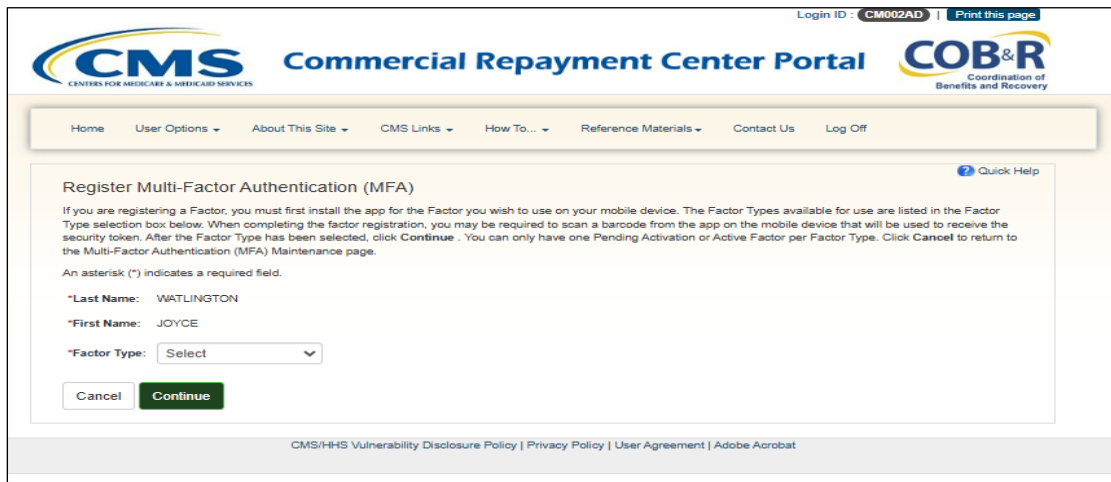 Login ID : CM002AD | Print this page
CMS
CENTERS FOR MEDICARE & MEDICAID SERVICES
Commercial Repayment Center Portal
COB&R
Coordination of
Benefits and Recovery
Home User Options About This Site CMS Links How To... Reference Materials Contact Us Log Off
Quick Help
Register Multi-Factor Authentication (MFA)
If you are registering a Factor, you must first install the app for the Factor you wish to use on your mobile device. The Factor Types available for use are listed in the Factor
Type selection box below. When completing the factor registration, you may be required to scan a barcode from the app on the mobile device that will be used to receive the
security token. After the Factor Type has been selected, click Continue . You can only have one Pending Activation or Active Factor per Factor Type. Click Cancel to return to
the Multi-Factor Authentication (MFA) Maintenance page.
An asterisk (*) indicates a required field.
*Last Name: WATLINGTON
*First Name: JOYCE
*Factor Type: Select
Cancel Continue
CMS/HHS Vulnerability Disclosure Policy | Privacy Policy | User Agreement | Adobe Acrobat